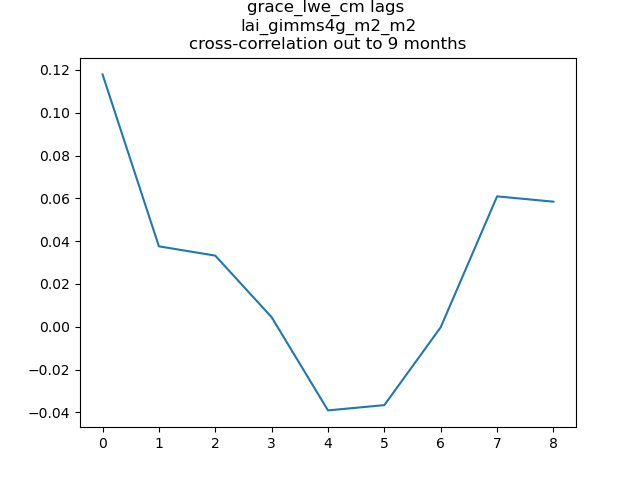 grace_lwe_cm lags
lai_gimms4g_m2_m2
cross-correlation out to 9 months
0.12
0.10
0.08
0.06
0.04
0.02
0.00
−0.02
−0.04
0 1 2 3 4 5 6 7 8